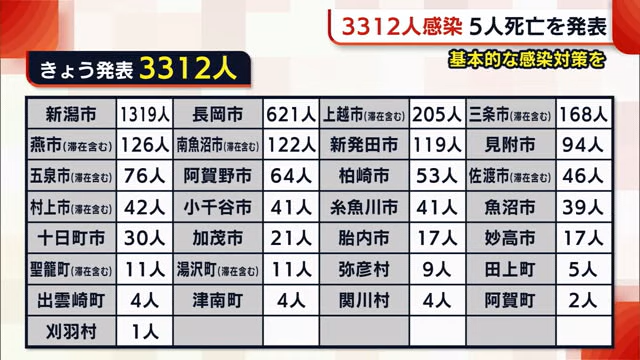 3312人感染 5人死亡を発表
基本的な感染対策を
きょう発表 3312人
新潟市 1319人 長岡市 621人 上越市(滞在含む) 205人 三条市(滞在含む) 168人
燕市(滞在含む) 126人 南魚沼市(滞在含む) 122人 新発田市 119人 見附市 94人
五泉市(滞在含む) 76人 阿賀野市 64人 柏崎市 53人 佐渡市(滞在含む) 46人
村上市(滞在含む) 42人 小千谷市 41人 糸魚川市 41人 魚沼市 39人
十日町市 30人 加茂市 21人 胎内市 17人 妙高市 17人
聖籠町(滞在含む) 11人 湯沢町(滞在含む) 11人 弥彦村 9人 田上町 5人
出雲崎町 4人 津南町 4人 関川村 4人 阿賀町 2人
刈羽村 1人